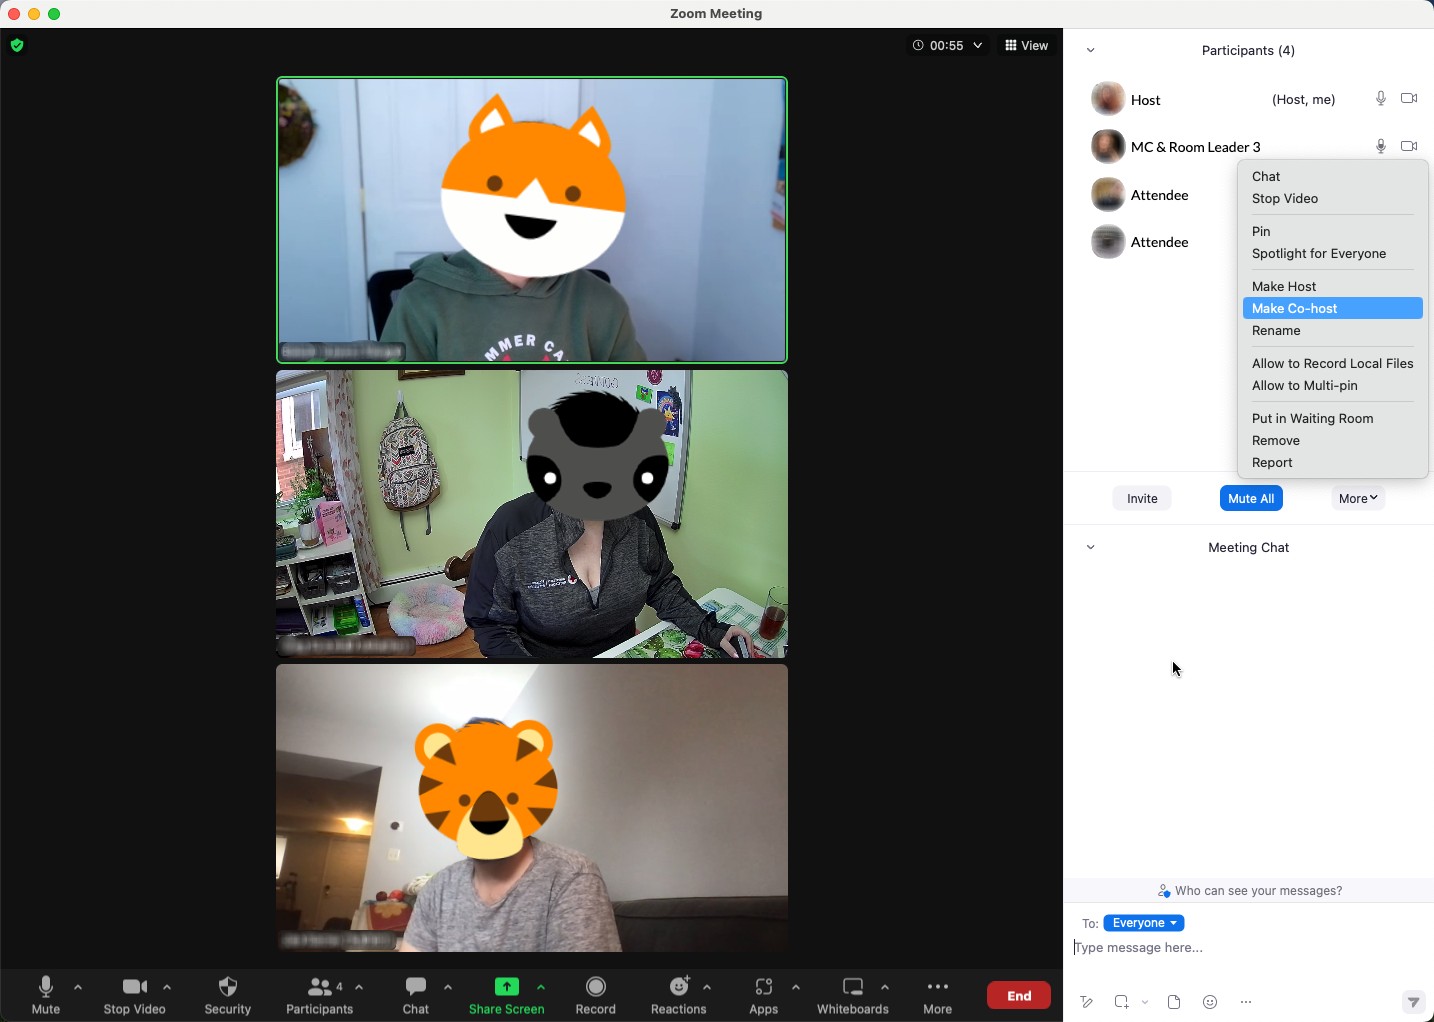 Zoom Meeting
00:55
View
MMER CA
Participants (4)
Host
(Host, me)
MC & Room Leader 3
Attendee
Attendee
Chat
Stop Video
Pin
Spotlight for Everyone
Make Host
Make Co-host
Rename
Allow to Record Local Files
Allow to Multi-pin
Put in Waiting Room
Remove
Report
Invite
Mute All
More
Meeting Chat
Who can see your messages?
To: Everyone
Type message here...
Mute
Stop Video
Security
4
Participants
Chat
Share Screen
Record
Reactions
Apps
Whiteboards
More
End